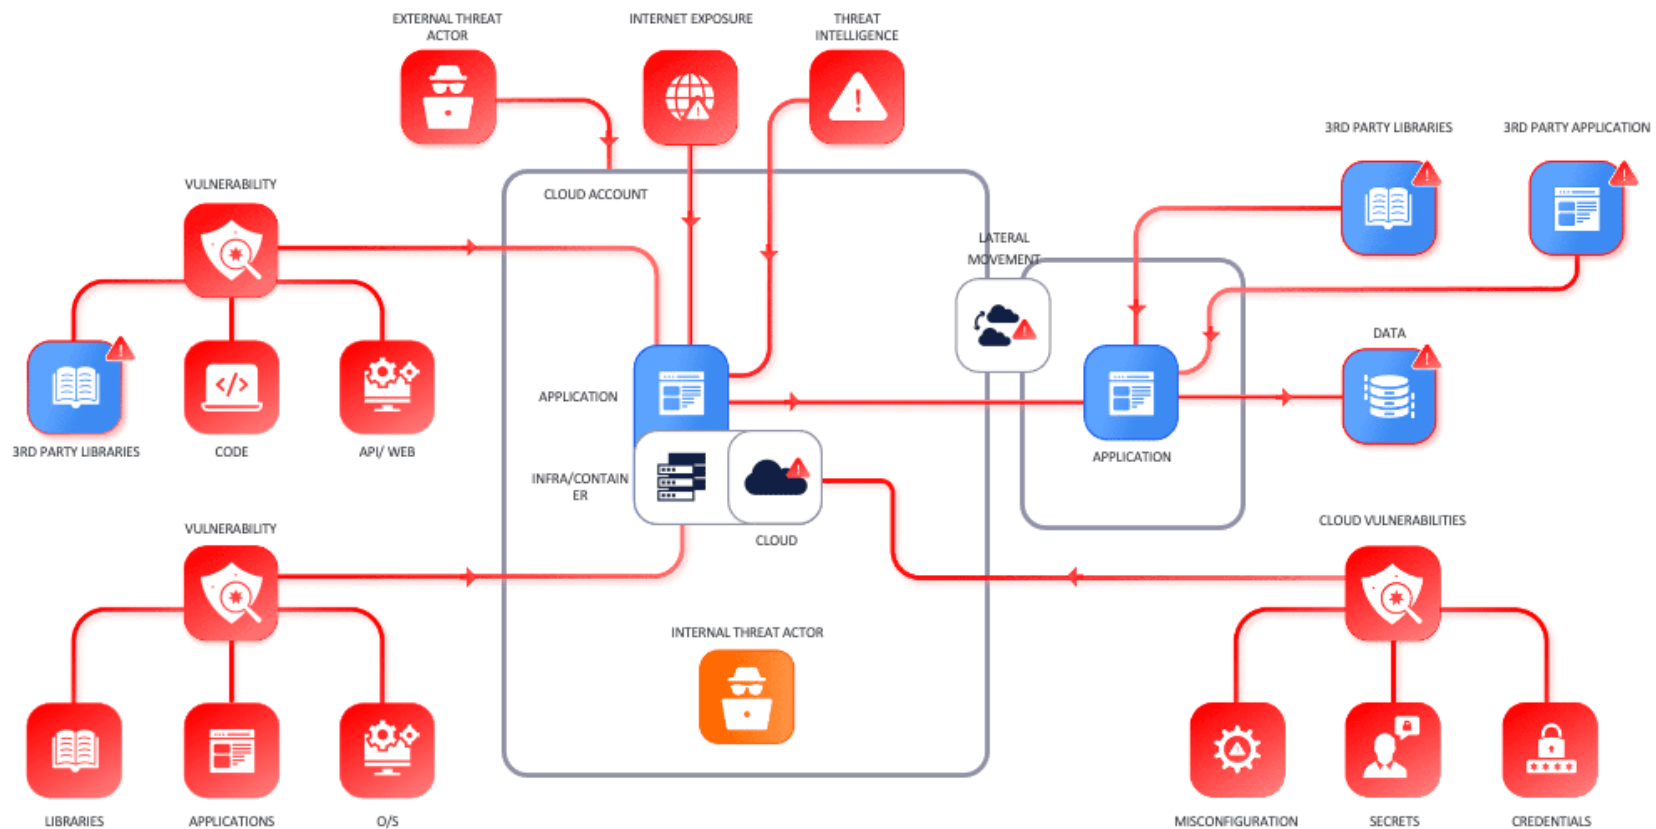 EXTERNAL THREAT
ACTOR
INTERNET EXPOSURE
THREAT
INTELLIGENCE
3RD PARTY LIBRARIES
3RD PARTY APPLICATION
VULNERABILITY
CLOUD ACCOUNT
LATERAL
MOVEMENT
DATA
APPLICATION
3RD PARTY LIBRARIES
CODE
API/ WEB
APPLICATION
INFRA/CONTAIN
ER
CLOUD
VULNERABILITY
CLOUD VULNERABILITIES
INTERNAL THREAT ACTOR
LIBRARIES
APPLICATIONS
O/S
MISCONFIGURATION
SECRETS
CREDENTIALS